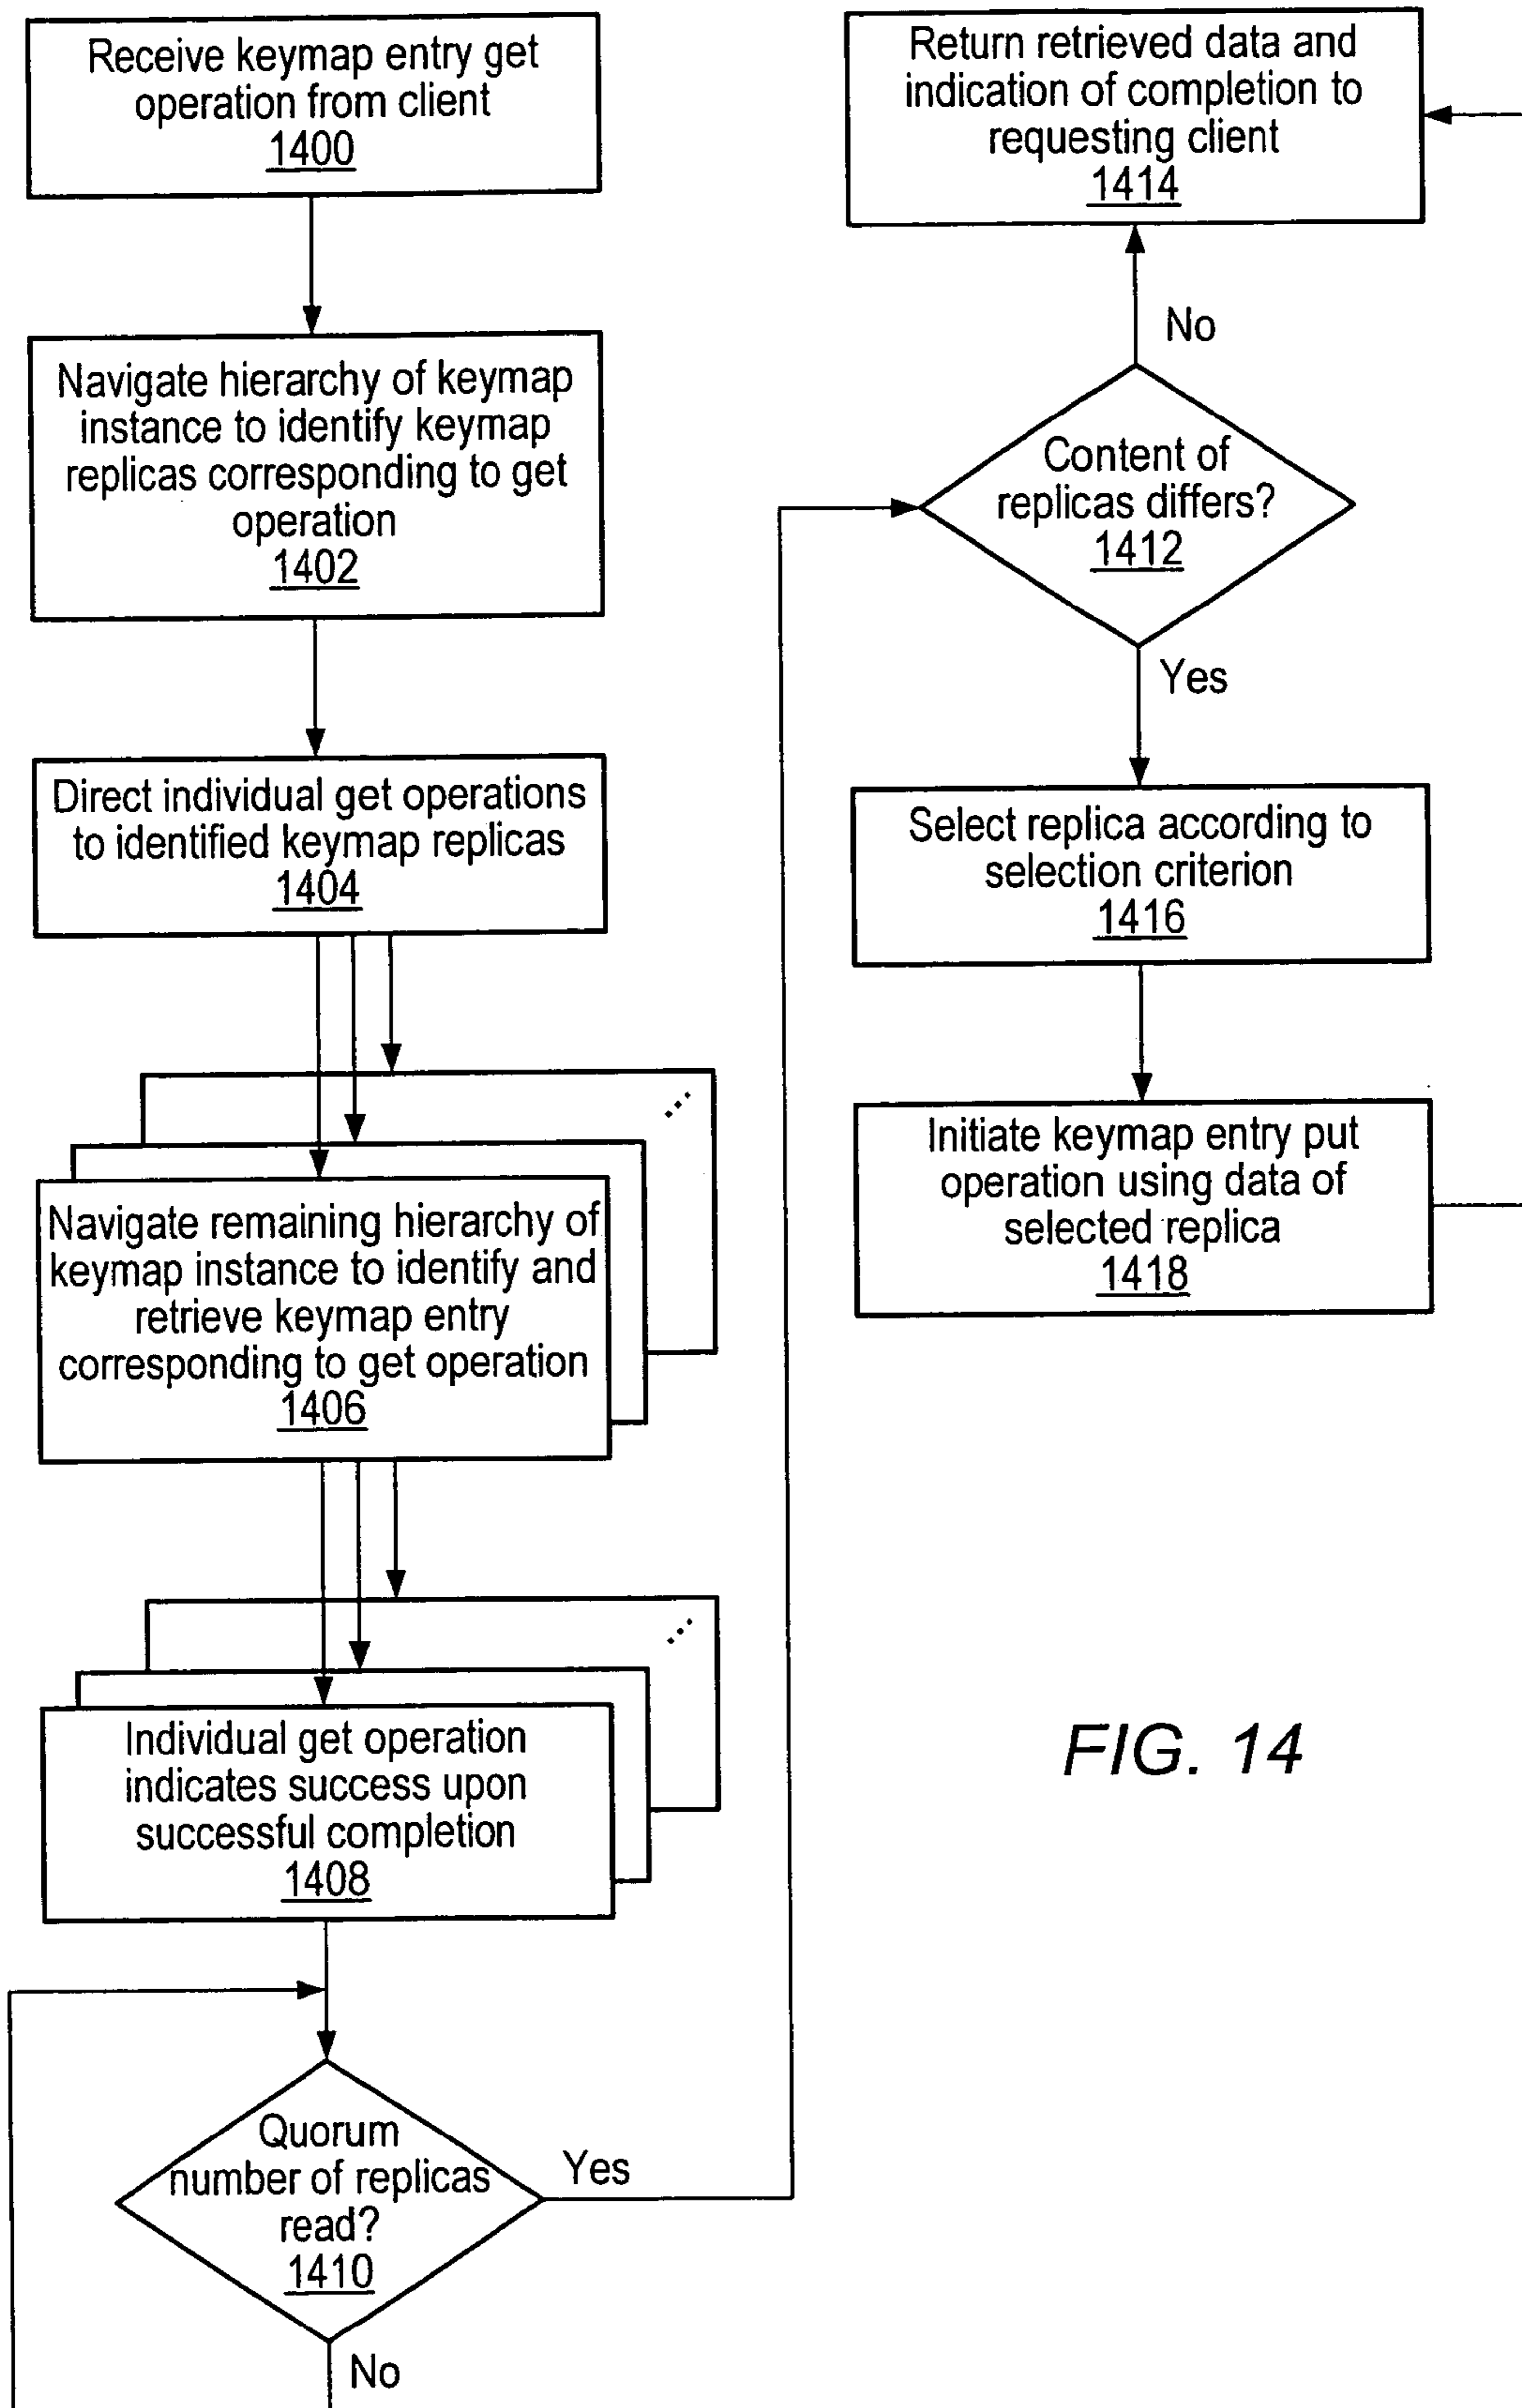 Receive keymap entry get
operation from client
1400
Navigate hierarchy of keymap
instance to identify keymap
replicas corresponding to get
operation
1402
Direct individual get operations
to identified keymap replicas
1404
Navigate remaining hierarchy of
keymap instance to identify and
retrieve keymap entry
corresponding to get operation
1406
Individual get operation
indicates success upon
successful completion
1408
Quorum
number of replicas
read?
1410
Yes
No
Return retrieved data and
indication of completion to
requesting client
1414
No
Content of
replicas differs?
1412
Yes
Select replica according to
selection criterion
1416
Initiate keymap entry put
operation using data of
selected replica
1418
FIG. 14